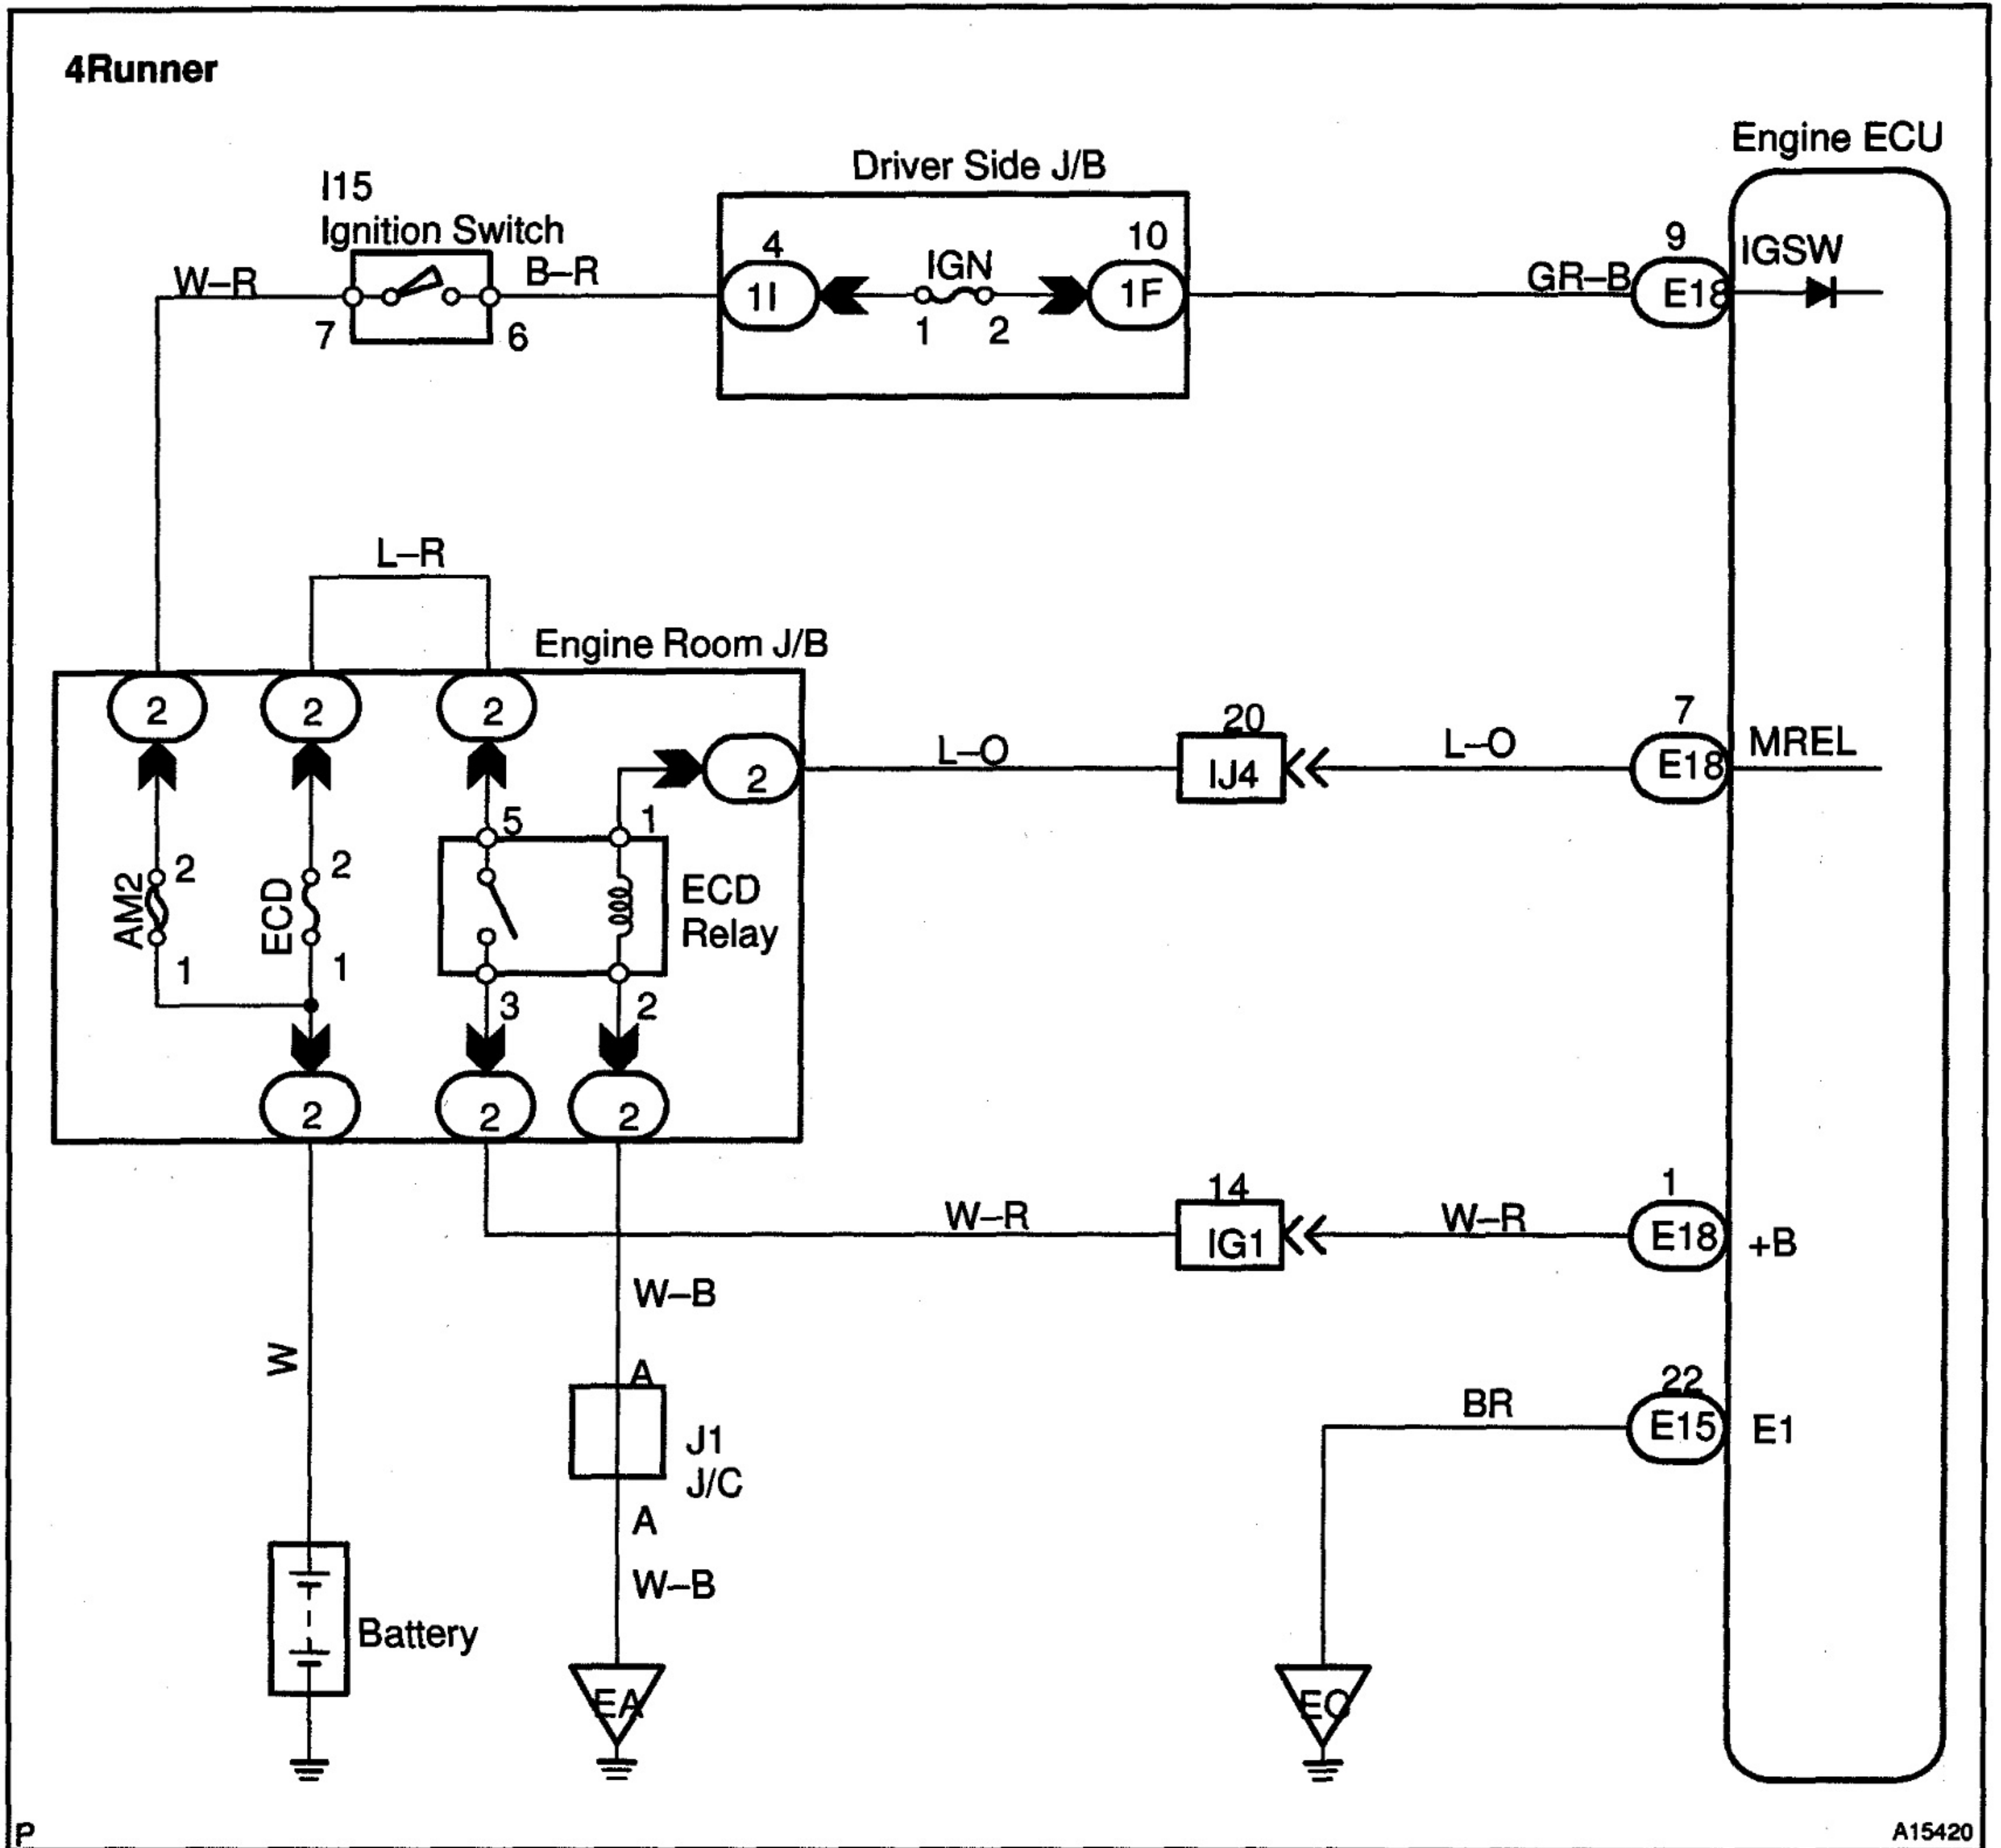 4Runner
Engine ECU
Driver Side J/B
I15
Ignition Switch
4
10
9
IGSW
W–R
B–R
IGN
GR–B
1I
1F
E18
7
6
1
2
L–R
Engine Room J/B
2
2
2
20
7
L–O
L–O
MREL
2
IJ4
E18
5
1
2
2
AM2
ECD
ECD
Relay
1
1
3
2
2
2
2
14
1
W–R
W–R
IG1
E18
+B
W–B
W
A
22
BR
E15
E1
J1
J/C
A
W–B
Battery
EA
P
A15420